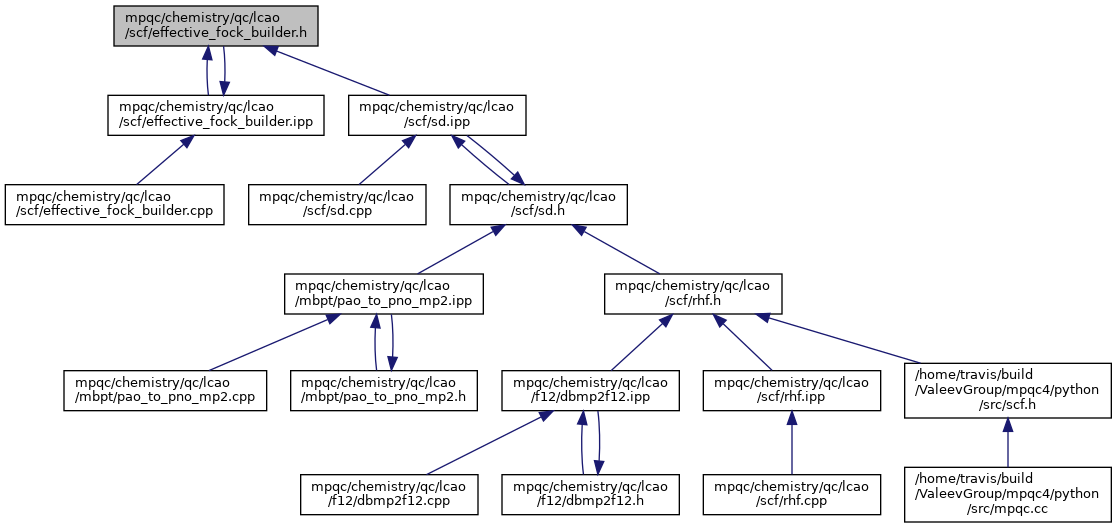 mpqc/chemistry/qc/lcao
/scf/effective_fock_builder.h
mpqc/chemistry/qc/lcao
/scf/effective_fock_builder.ipp
mpqc/chemistry/qc/lcao
/scf/sd.ipp
mpqc/chemistry/qc/lcao
/scf/effective_fock_builder.cpp
mpqc/chemistry/qc/lcao
/scf/sd.cpp
mpqc/chemistry/qc/lcao
/scf/sd.h
mpqc/chemistry/qc/lcao
/mbpt/pao_to_pno_mp2.ipp
mpqc/chemistry/qc/lcao
/scf/rhf.h
mpqc/chemistry/qc/lcao
/mbpt/pao_to_pno_mp2.cpp
mpqc/chemistry/qc/lcao
/mbpt/pao_to_pno_mp2.h
mpqc/chemistry/qc/lcao
/f12/dbmp2f12.ipp
mpqc/chemistry/qc/lcao
/scf/rhf.ipp
/home/travis/build
/ValeevGroup/mpqc4/python
/src/scf.h
mpqc/chemistry/qc/lcao
/f12/dbmp2f12.cpp
mpqc/chemistry/qc/lcao
/f12/dbmp2f12.h
mpqc/chemistry/qc/lcao
/scf/rhf.cpp
/home/travis/build
/ValeevGroup/mpqc4/python
/src/mpqc.cc